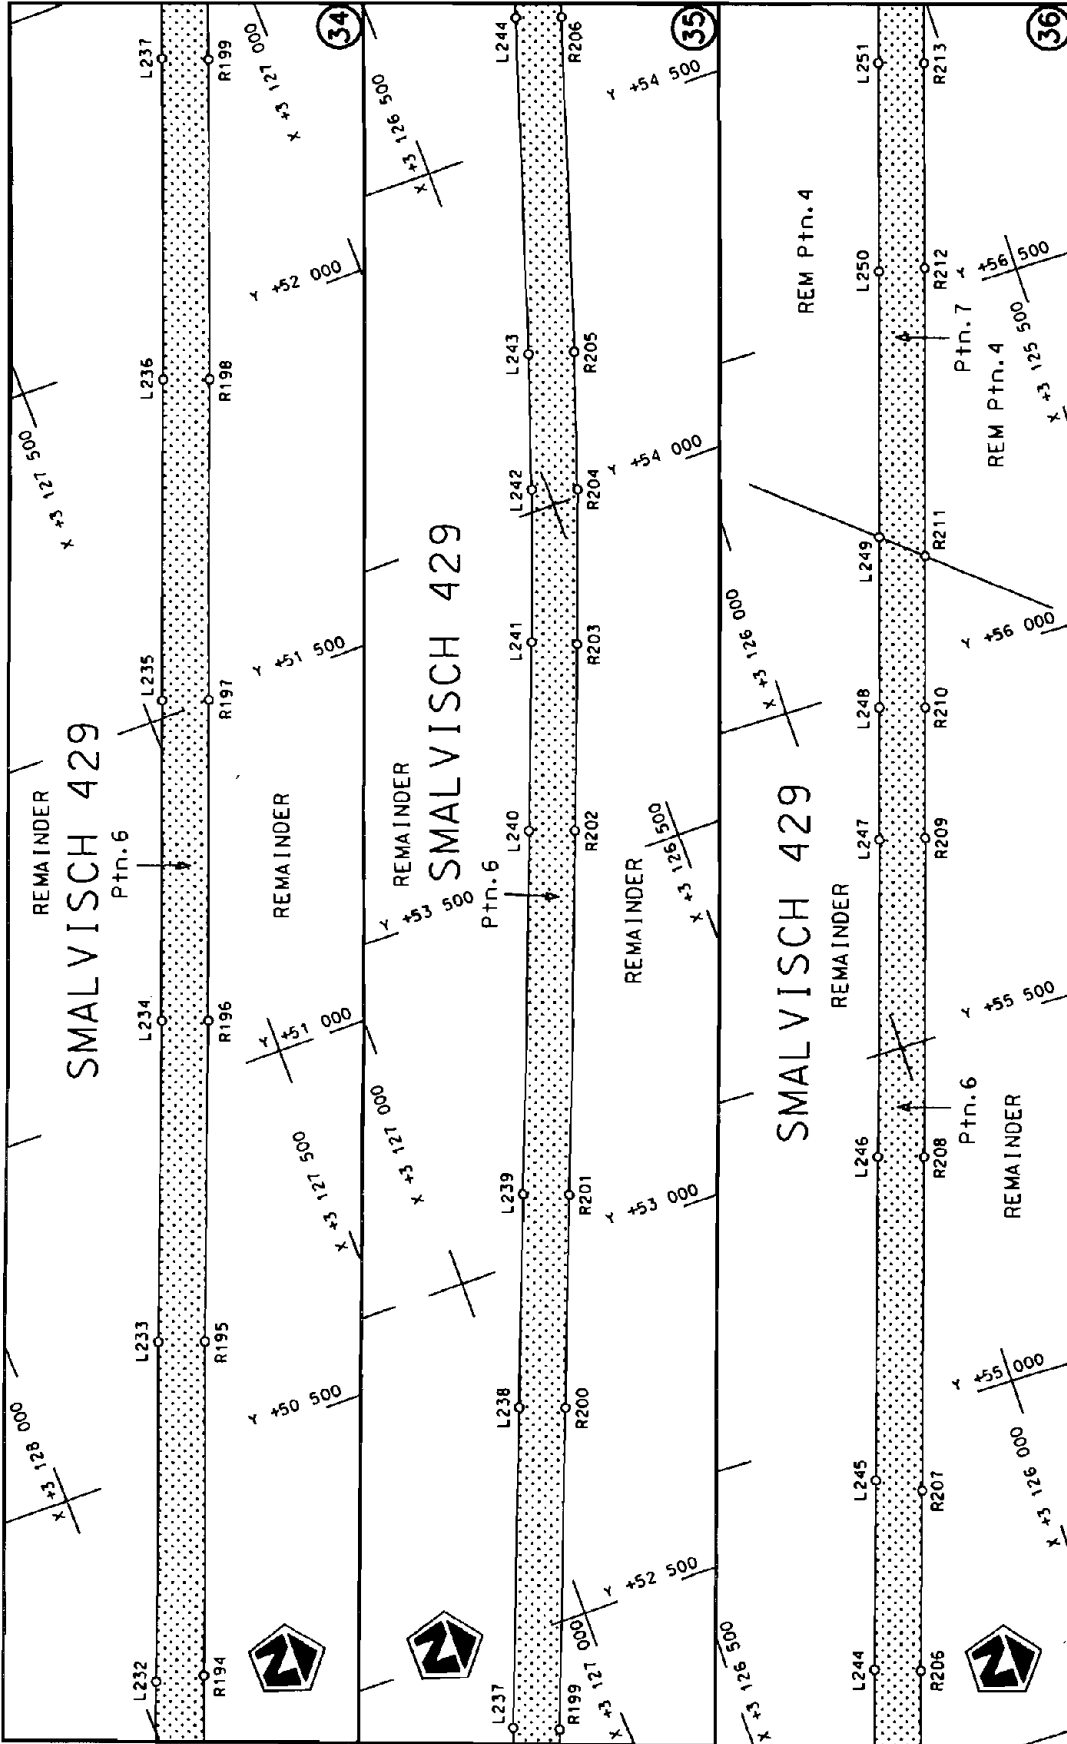 34
L232
L233
L234
L235
L236
L237
R194
R195
R196
R197
R198
R199
REMAINDER
SMALVISCH 429
Ptn.6
REMAINDER
X +3 128 000
X +3 127 500
X +3 127 500
X +3 127 000
Y +50 500
Y +51 000
Y +51 500
Y +52 000
N
35
L237
L238
L239
L240
L241
L242
L243
L244
R199
R200
R201
R202
R203
R204
R205
R206
REMAINDER
SMALVISCH 429
Ptn.6
REMAINDER
X +3 127 000
X +3 127 000
X +3 126 500
X +3 126 500
Y +52 500
Y +53 000
Y +53 500
Y +54 000
Y +54 500
N
36
L244
L245
L246
L247
L248
L249
L250
L251
R206
R207
R208
R209
R210
R211
R212
R213
SMALVISCH 429
REMAINDER
REM Ptn.4
Ptn.6
REMAINDER
Ptn.7
REM Ptn.4
X +3 126 500
X +3 126 000
X +3 126 000
X +3 125 500
Y +55 000
Y +55 500
Y +56 000
Y +56 500
N